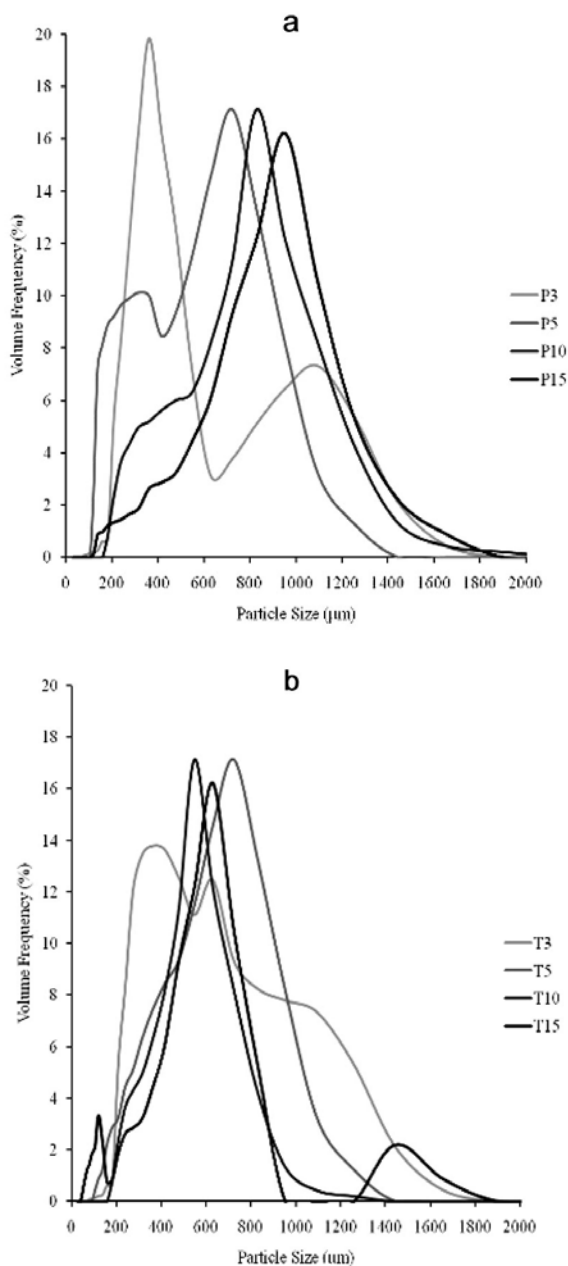 a
20
18
16
14
12
10
8
6
4
2
0
Volume Frequency (%)
0 200 400 600 800 1000 1200 1400 1600 1800 2000
Particle Size (µm)
P3
P5
P10
P15
b
20
18
16
14
12
10
8
6
4
2
0
Volume Frequency (%)
0 200 400 600 800 1000 1200 1400 1600 1800 2000
Particle Size (um)
T3
T5
T10
T15